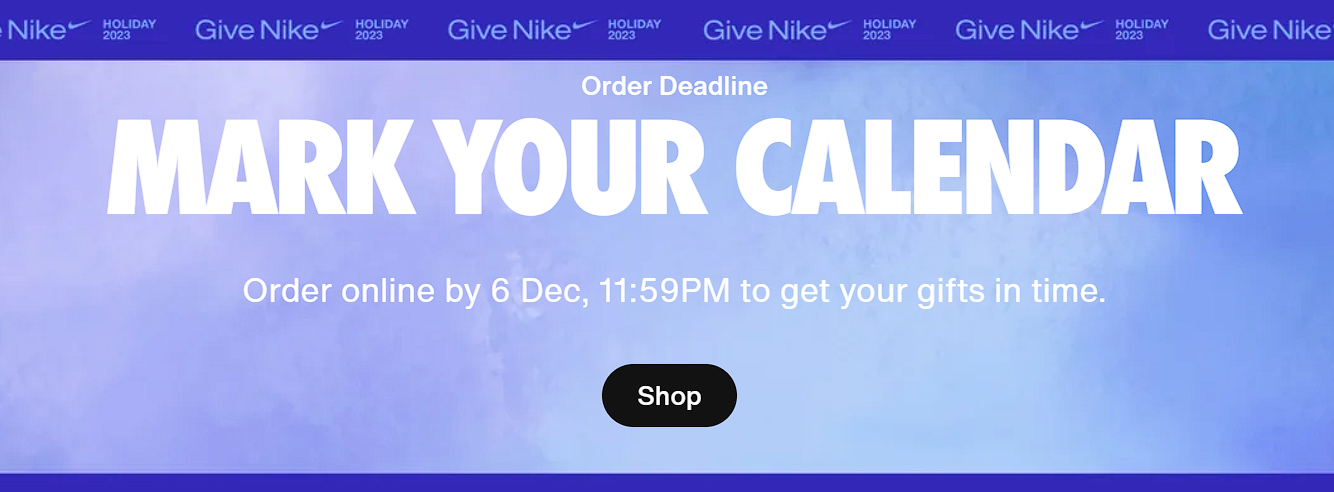 Nike HOLIDAY 2023 Give Nike HOLIDAY 2023 Give Nike HOLIDAY 2023 Give Nike HOLIDAY 2023 Give Nike HOLIDAY 2023 Give Nike
Order Deadline
MARK YOUR CALENDAR
Order online by 6 Dec, 11:59PM to get your gifts in time.
Shop